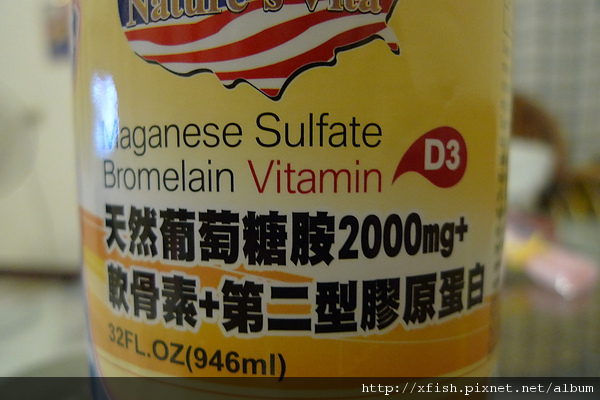 Nature's Vita
Maganese Sulfate
Bromelain Vitamin D3
天然葡萄糖胺2000mg+
軟骨素+第二型膠原蛋白
32FL.OZ(946ml)
http://xfish.pixnet.net/album